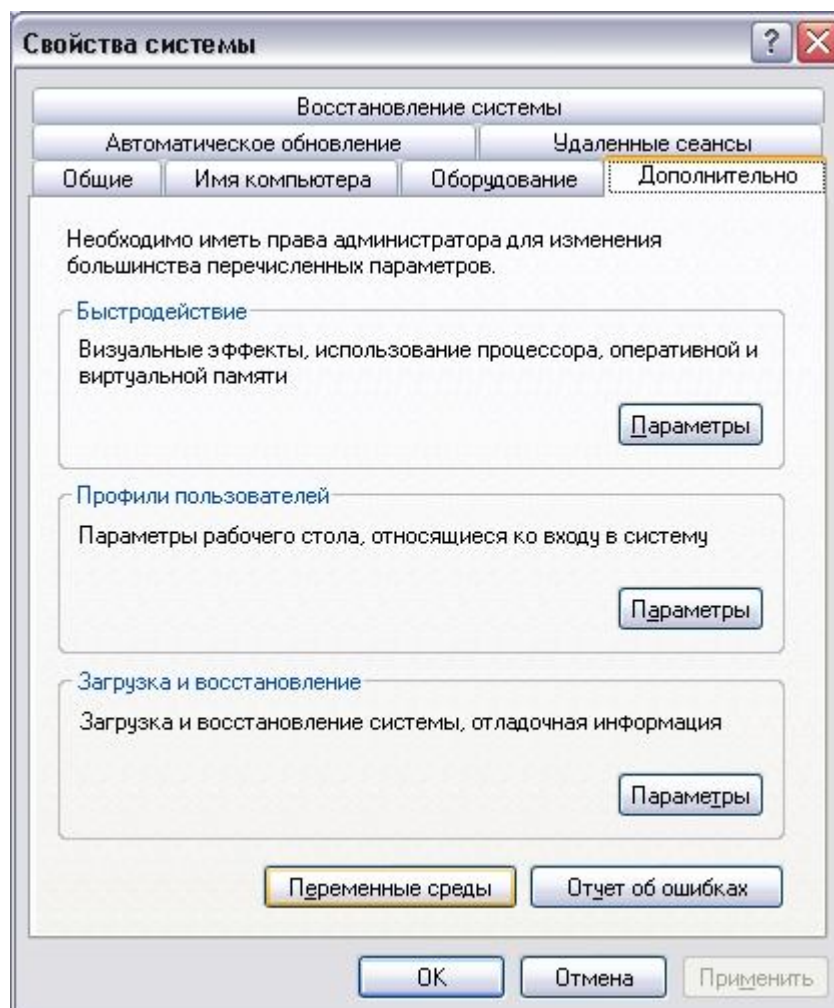 Свойства системы
Восстановление системы
Автоматическое обновление Удаленные сеансы
Общие Имя компьютера Оборудование Дополнительно
Необходимо иметь права администратора для изменения
большинства перечисленных параметров.
Быстродействие
Визуальные эффекты, использование процессора, оперативной и
виртуальной памяти
Параметры
Профили пользователей
Параметры рабочего стола, относящиеся ко входу в систему
Параметры
Загрузка и восстановление
Загрузка и восстановление системы, отладочная информация
Параметры
Переменные среды Отчет об ошибках
ОК Отмена Применить